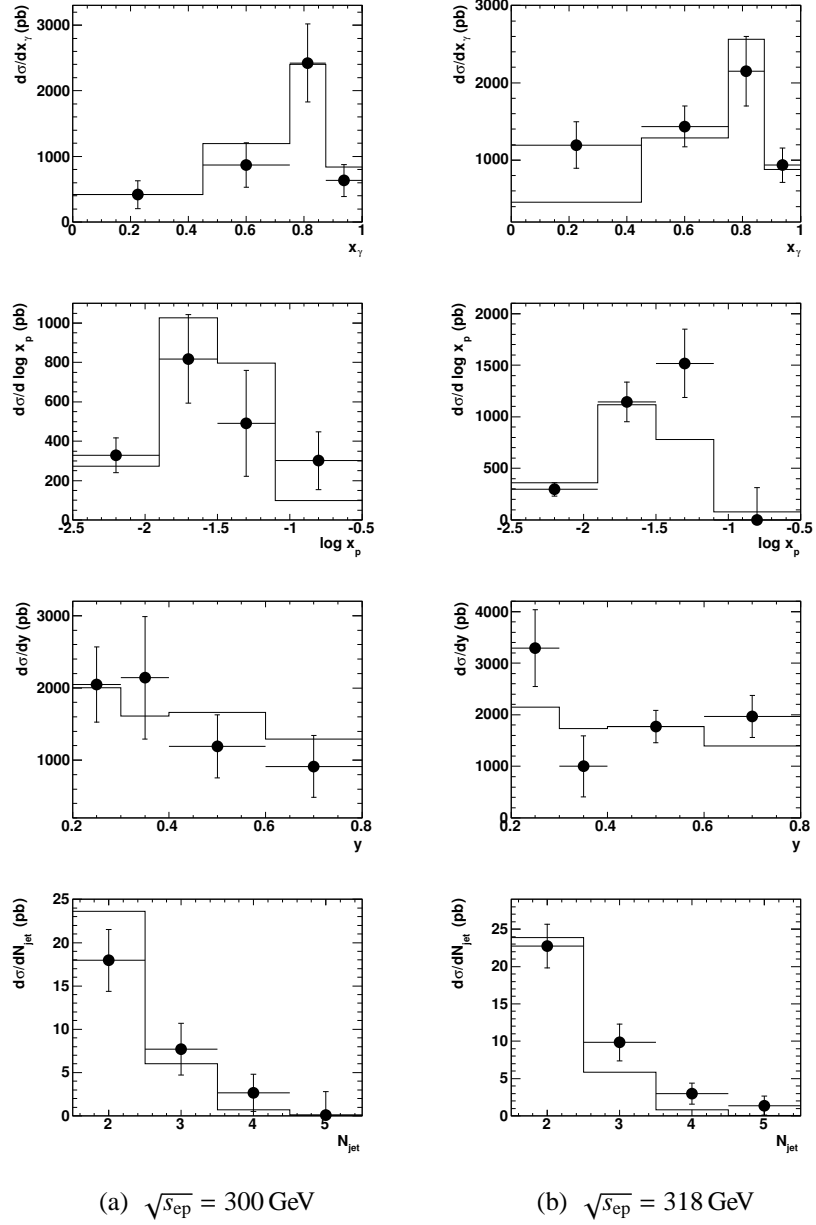 dσ/dx_γ (pb)
3000
2000
1000
0
0 0.2 0.4 0.6 0.8 1
x_γ
dσ/dx_γ (pb)
3000
2000
1000
0 0.2 0.4 0.6 0.8 1
x_γ
dσ/d log x_p (pb)
1000
800
600
400
200
0
-2.5 -2 -1.5 -1 -0.5
log x_p
dσ/d log x_p (pb)
2000
1500
1000
500
0
-2.5 -2 -1.5 -1 -0.5
log x_p
dσ/dy (pb)
3000
2000
1000
0.2 0.4 0.6 0.8
y
dσ/dy (pb)
4000
3000
2000
1000
0
0.2 0.4 0.6 0.8
y
dσ/dN_jet (pb)
25
20
15
10
5
0
2 3 4 5
N_jet
dσ/dN_jet (pb)
25
20
15
10
5
0
2 3 4 5
N_jet
(a) √s_ep = 300 GeV
(b) √s_ep = 318 GeV